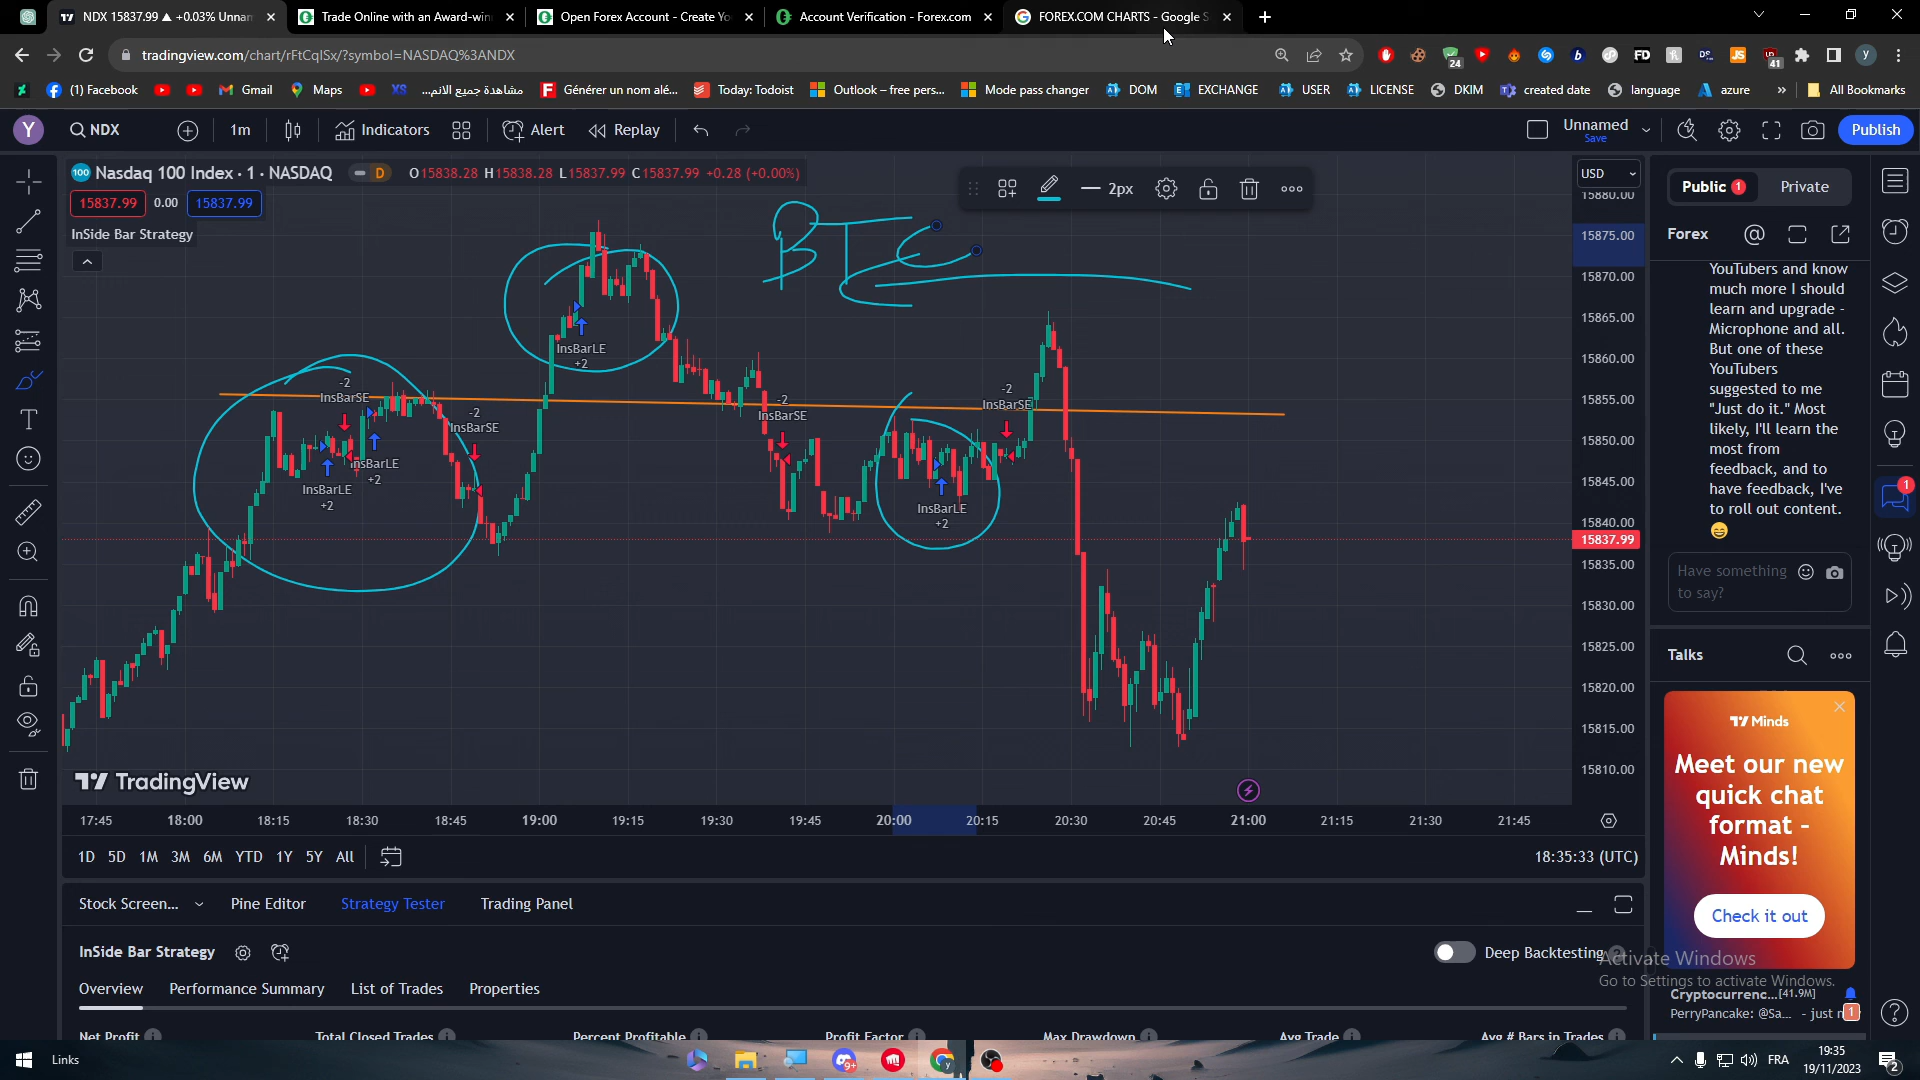 NDX 15837.99 ▲ +0.03% Unnam
Trade Online with an Award-win
Open Forex Account - Create Yo
Account Verification - Forex.com
FOREX.COM CHARTS - Google S
tradingview.com/chart/rFtCqISx/?symbol=NASDAQ%3ANDX
24
FD
JS
41
y
(1) Facebook
Gmail
Maps
XS
مشاهدة جميع الانم...
Générer un nom alé...
Today: Todoist
Outlook – free pers...
Mode pass changer
DOM
EXCHANGE
USER
LICENSE
DKIM
created date
language
azure
»
All Bookmarks
Y
NDX
1m
Indicators
Alert
Replay
Unnamed
Save
Publish
100 Nasdaq 100 Index · 1 · NASDAQ
D
O15838.28 H15838.28 L15837.99 C15837.99 +0.28 (+0.00%)
15837.99
0.00
15837.99
InSide Bar Strategy
2px
BTC
USD
15880.00
15875.00
15870.00
15865.00
15860.00
15855.00
15850.00
15845.00
15840.00
15837.99
15835.00
15830.00
15825.00
15820.00
15815.00
15810.00
-2
InsBarSE
InsBarLE
+2
InsBarLE
+2
-2
InsBarSE
InsBarLE
+2
-2
InsBarSE
InsBarLE
+2
-2
InsBarSE
TradingView
17:45
18:00
18:15
18:30
18:45
19:00
19:15
19:30
19:45
20:00
20:15
20:30
20:45
21:00
21:15
21:30
21:45
1D
5D
1M
3M
6M
YTD
1Y
5Y
All
18:35:33 (UTC)
Stock Screen...
Pine Editor
Strategy Tester
Trading Panel
InSide Bar Strategy
Deep Backtesting
Overview
Performance Summary
List of Trades
Properties
Net Profit
Total Closed Trades
Percent Profitable
Profit Factor
Max Drawdown
Avg Trade
Avg # Bars in Trades
Public 1
Private
Forex
YouTubers and know
much more I should
learn and upgrade -
Microphone and all.
But one of these
YouTubers
suggested to me
"Just do it." Most
likely, I'll learn the
most from
feedback, and to
have feedback, I've
to roll out content.
Have something
to say?
Talks
Minds
Meet our new
quick chat
format -
Minds!
Check it out
Activate Windows
Go to Settings to activate Windows.
Cryptocurrenc...[41.9M]
PerryPancake: @Sa... - just n
1
1
Links
9+
FRA
19:35
19/11/2023
2